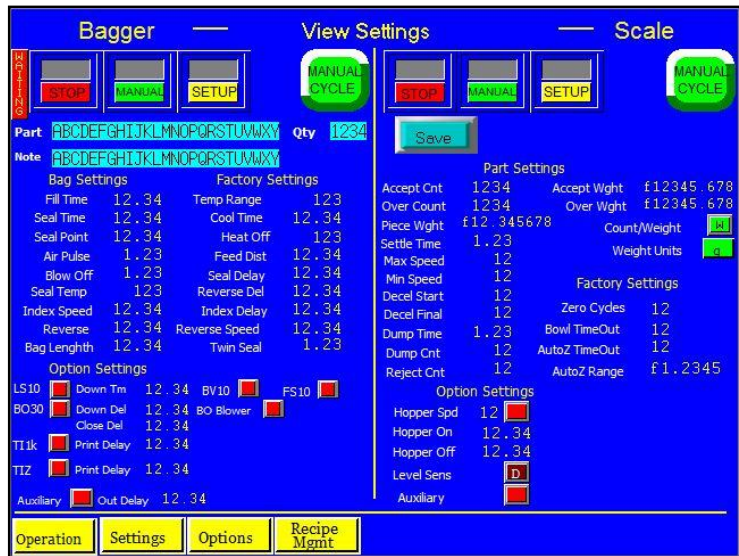 Bagger
View Settings
Scale
WAITING
STOP
MANUAL
SETUP
MANUAL CYCLE
Part ABCDEFGHIJKLMNOPQRSTUVWXY Qty 1234
Note ABCDEFGHIJKLMNOPQRSTUVWXY
Bag Settings
Factory Settings
Fill Time 12.34 Temp Range 123
Seal Time 12.34 Cool Time 12.34
Seal Point 12.34 Heat Off 123
Air Pulse 1.23 Feed Dist 12.34
Blow Off 1.23 Seal Delay 12.34
Seal Temp 123 Reverse Del 12.34
Index Speed 12.34 Index Delay 12.34
Reverse 12.34 Reverse Speed 12.34
Bag Lenghth 12.34 Twin Seal 1.23
Option Settings
LS10 Down Tm 12.34 BV10 FS10
BO30 Down Del 12.34 BO Blower
Close Del 12.34
TI1k Print Delay 12.34
TIZ Print Delay 12.34
Auxiliary Out Delay 12.34
STOP
MANUAL
SETUP
MANUAL CYCLE
Save
Part Settings
Accept Cnt 1234 Accept Wght £12345.678
Over Count 1234 Over Wght £12345.678
Piece Wght £12.345678 Count/Weight W
Settle Time 1.23 Weight Units g
Max Speed 12
Min Speed 12
Decel Start 12
Decel Final 12
Dump Time 1.23
Dump Cnt 12
Reject Cnt 12
Factory Settings
Zero Cycles 12
Bowl TimeOut 12
AutoZ TimeOut 12
AutoZ Range £1.2345
Option Settings
Hopper Spd 12
Hopper On 12.34
Hopper Off 12.34
Level Sens D
Auxiliary
Operation
Settings
Options
Recipe Mgmt